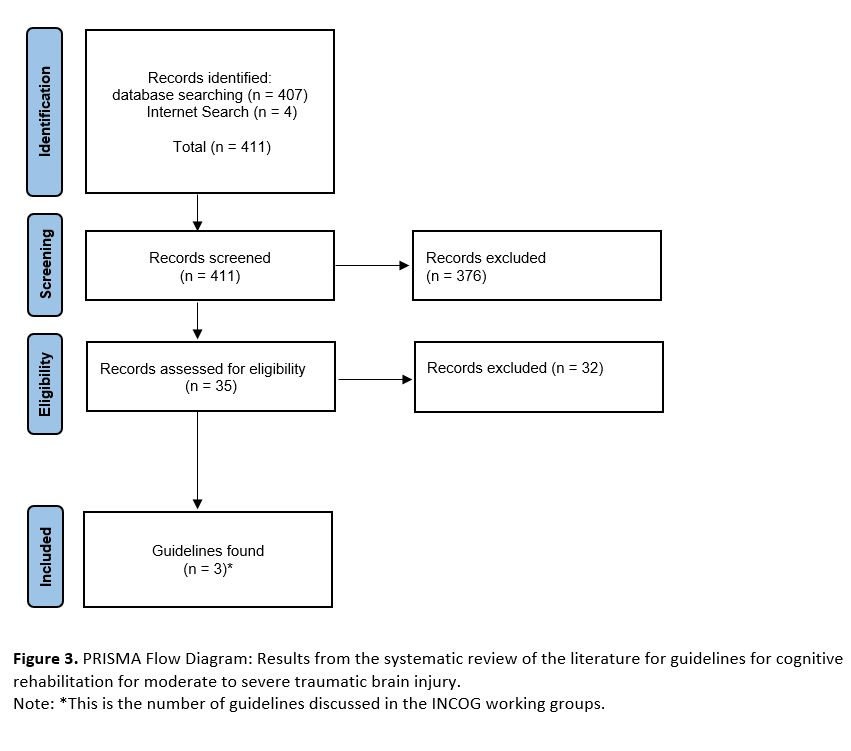 Identification
Records identified:
database searching (n = 407)
Internet Search (n = 4)
Total (n = 411)
Screening
Records screened
(n = 411)
Records excluded
(n = 376)
Eligibility
Records assessed for eligibility
(n = 35)
Records excluded (n = 32)
Included
Guidelines found
(n = 3)*
Figure 3. PRISMA Flow Diagram: Results from the systematic review of the literature for guidelines for cognitive
rehabilitation for moderate to severe traumatic brain injury.
Note: *This is the number of guidelines discussed in the INCOG working groups.